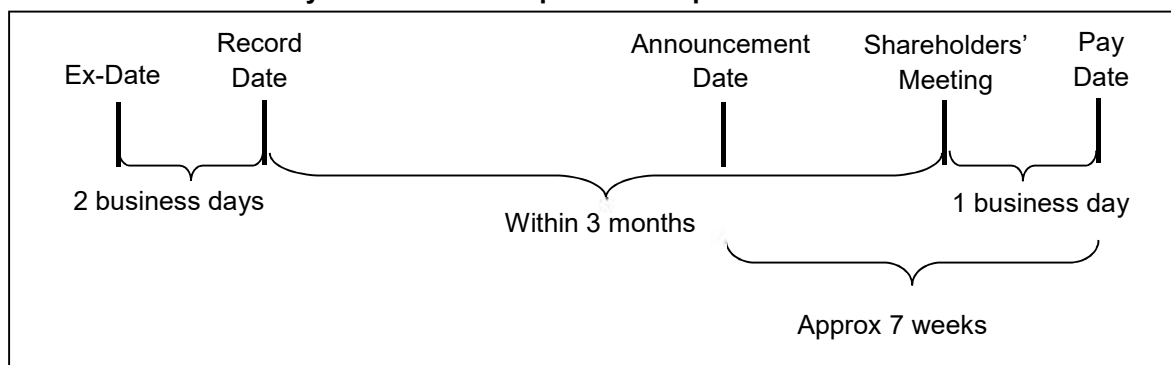 Ex-Date
Record
Date
Announcement
Date
Shareholders’
Meeting
Pay
Date
2 business days
Within 3 months
1 business day
Approx 7 weeks